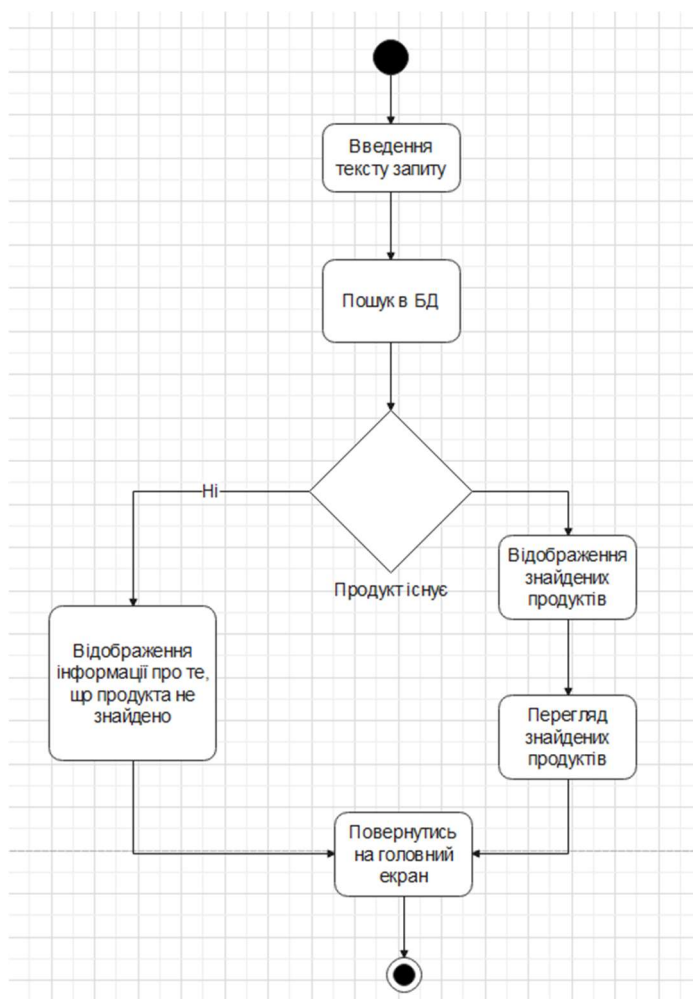 Введення
тексту запиту
Пошук в БД
Ні
Продукт існує
Відображення
знайдених
продуктів
Відображення
інформації про те,
що продукта не
знайдено
Перегляд
знайдених
продуктів
Повернутись
на головний
екран